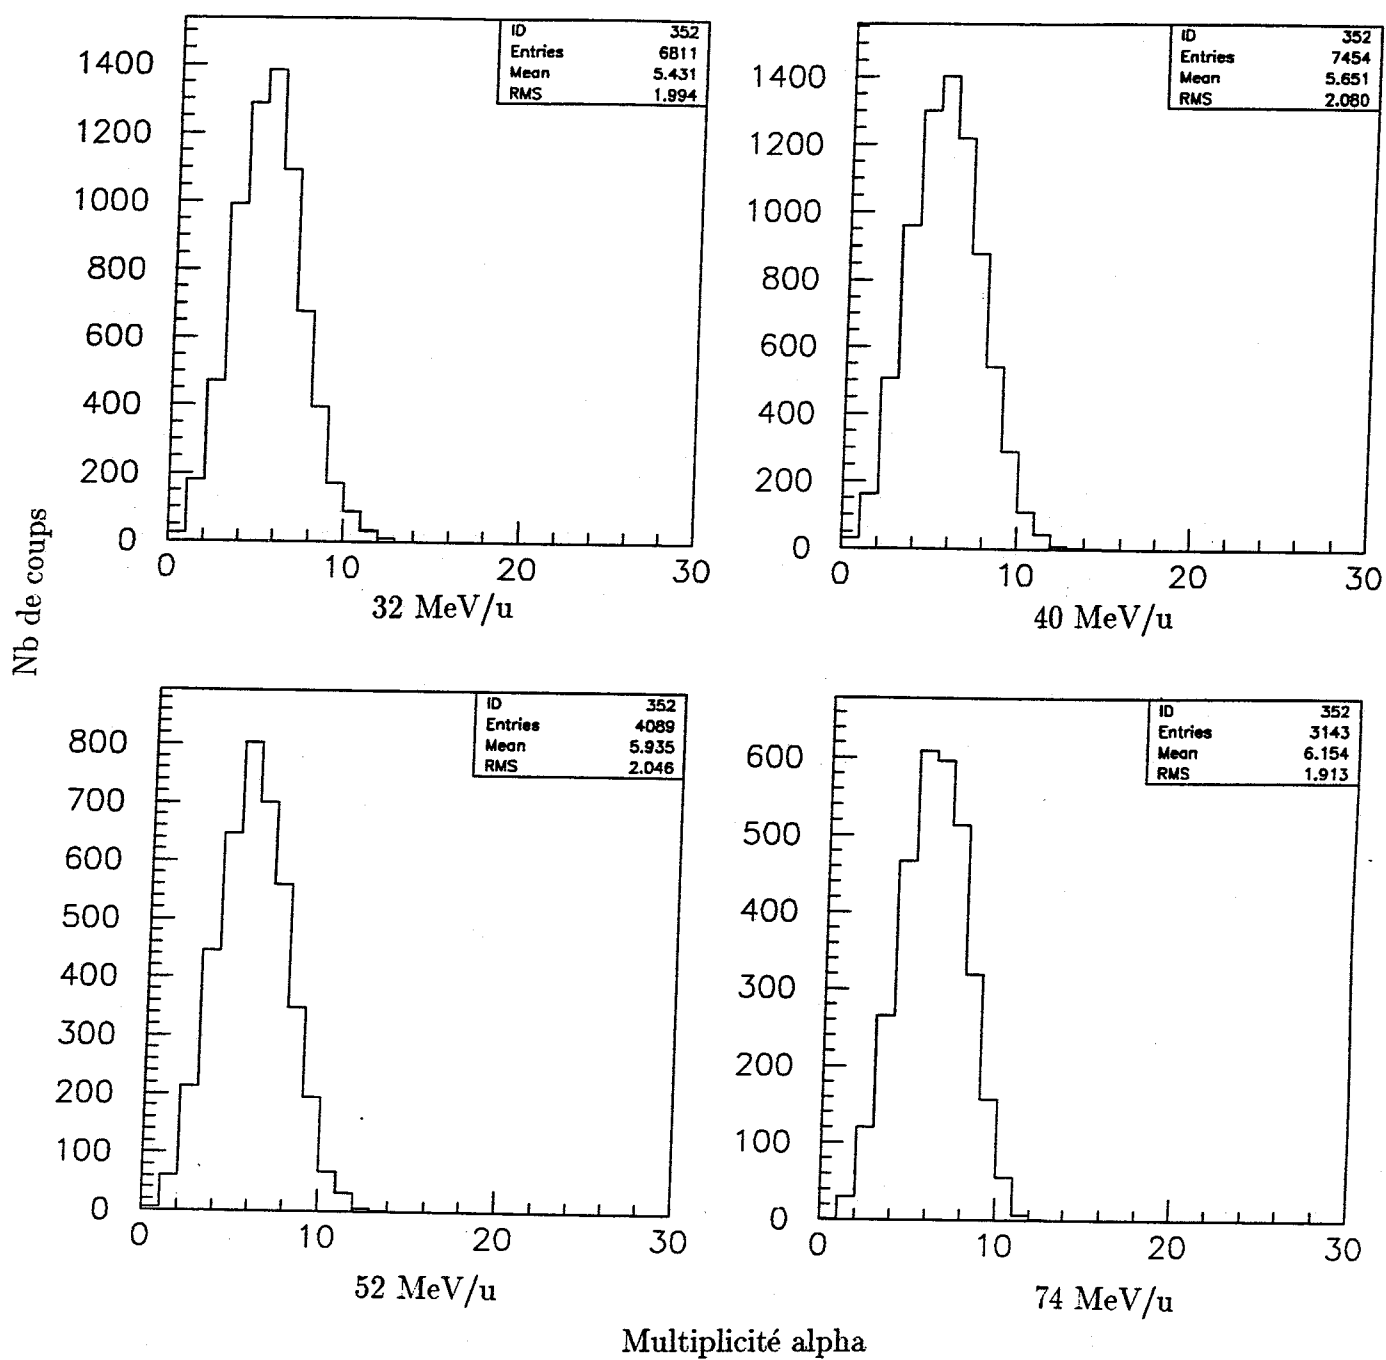 Nb de coups
ID 352
Entries 6811
Mean 5.431
RMS 1.994
1400
1200
1000
800
600
400
200
0
0 10 20 30
32 MeV/u
ID 352
Entries 7454
Mean 5.651
RMS 2.080
1400
1200
1000
800
600
400
200
0
0 10 20 30
40 MeV/u
ID 352
Entries 4089
Mean 5.935
RMS 2.046
800
700
600
500
400
300
200
100
0
0 10 20 30
52 MeV/u
ID 352
Entries 3143
Mean 6.154
RMS 1.913
600
500
400
300
200
100
0
0 10 20 30
74 MeV/u
Multiplicité alpha